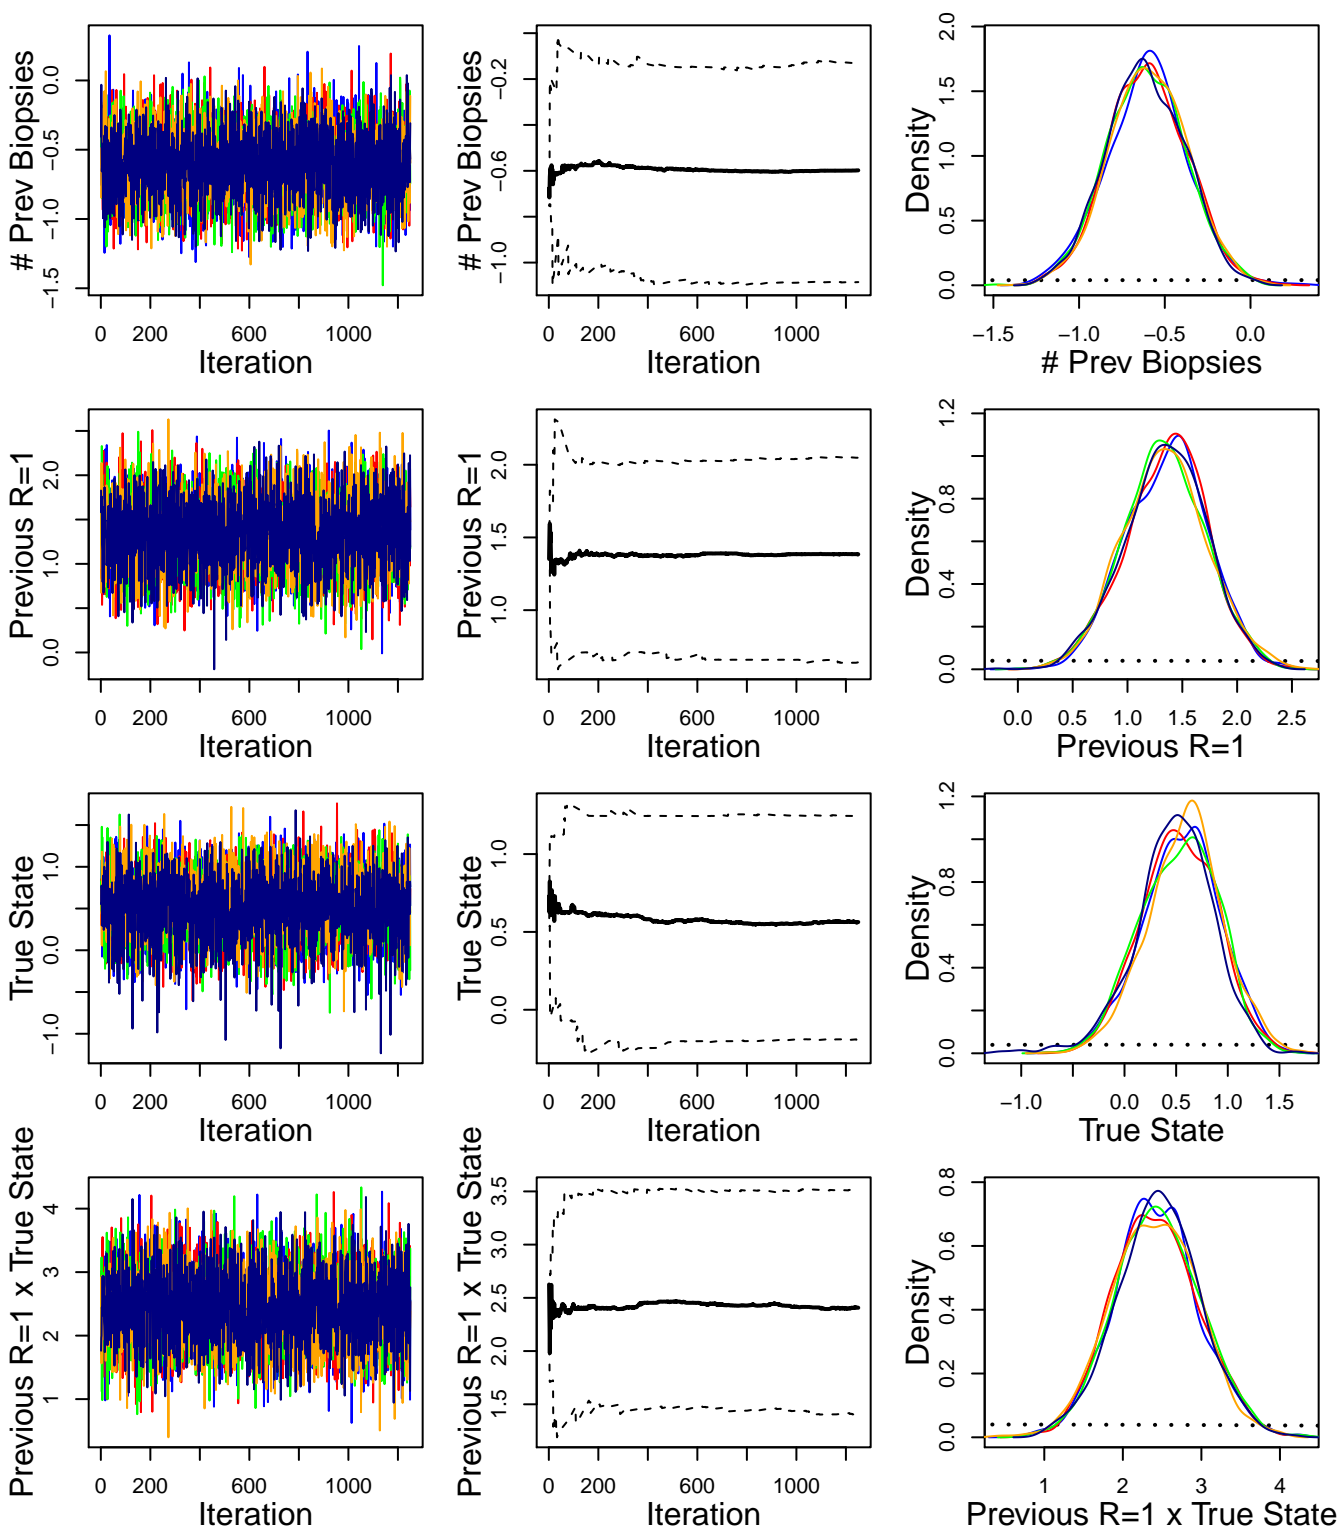 # Prev Biopsies
−1.5 −1.0 −0.5 0.0
0 200 600 1000
Iteration
# Prev Biopsies
−1.0 −0.6 −0.2
0 200 600 1000
Iteration
Density
0.0 0.5 1.0 1.5 2.0
−1.5 −1.0 −0.5 0.0
# Prev Biopsies
Previous R=1
0.0 1.0 2.0
0 200 600 1000
Iteration
Previous R=1
1.0 1.5 2.0
0 200 600 1000
Iteration
Density
0.0 0.4 0.8 1.2
0.0 0.5 1.0 1.5 2.0 2.5
Previous R=1
True State
−1.0 0.0 1.0
0 200 600 1000
Iteration
True State
0.0 0.5 1.0
0 200 600 1000
Iteration
Density
0.0 0.4 0.8 1.2
−1.0 0.0 0.5 1.0 1.5
True State
Previous R=1 x True State
1 2 3 4
0 200 600 1000
Iteration
Previous R=1 x True State
1.5 2.0 2.5 3.0 3.5
0 200 600 1000
Iteration
Density
0.0 0.2 0.4 0.6 0.8
1 2 3 4
Previous R=1 x True State